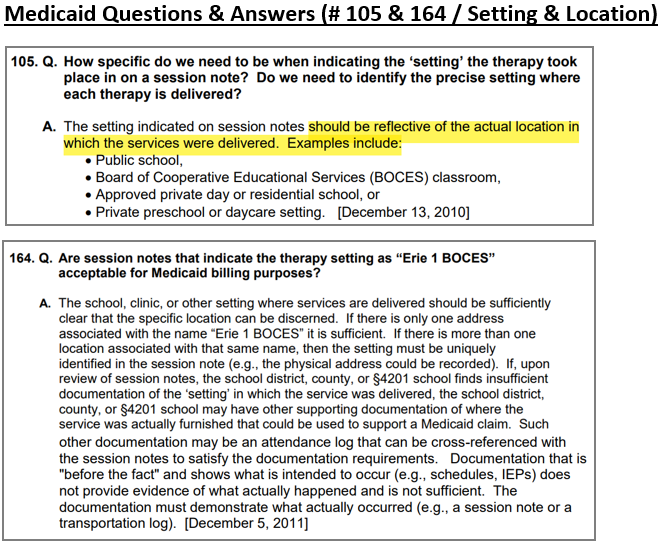 Medicaid Questions & Answers (# 105 & 164 / Setting & Location)
105. Q. How specific do we need to be when indicating the ‘setting’ the therapy took
place in on a session note? Do we need to identify the precise setting where
each therapy is delivered?
A. The setting indicated on session notes should be reflective of the actual location in
which the services were delivered. Examples include:
• Public school,
• Board of Cooperative Educational Services (BOCES) classroom,
• Approved private day or residential school, or
• Private preschool or daycare setting. [December 13, 2010]
164. Q. Are session notes that indicate the therapy setting as “Erie 1 BOCES”
acceptable for Medicaid billing purposes?
A. The school, clinic, or other setting where services are delivered should be sufficiently
clear that the specific location can be discerned. If there is only one address
associated with the name “Erie 1 BOCES” it is sufficient. If there is more than one
location associated with that same name, then the setting must be uniquely
identified in the session note (e.g., the physical address could be recorded). If, upon
review of session notes, the school district, county, or §4201 school finds insufficient
documentation of the ‘setting’ in which the service was delivered, the school district,
county, or §4201 school may have other supporting documentation of where the
service was actually furnished that could be used to support a Medicaid claim. Such
other documentation may be an attendance log that can be cross-referenced with
the session notes to satisfy the documentation requirements. Documentation that is
"before the fact" and shows what is intended to occur (e.g., schedules, IEPs) does
not provide evidence of what actually happened and is not sufficient. The
documentation must demonstrate what actually occurred (e.g., a session note or a
transportation log). [December 5, 2011]